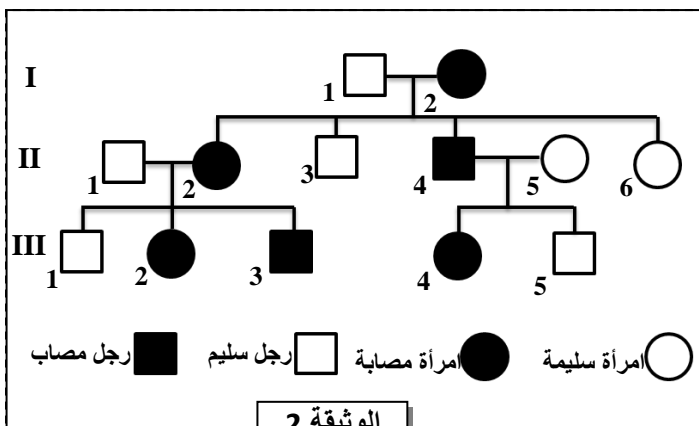 I
1 2
II
1 2 3 4 5 6
III
1 2 3 4 5
امرأة سليمة امرأة مصابة رجل سليم رجل مصاب
الوثيقة 2